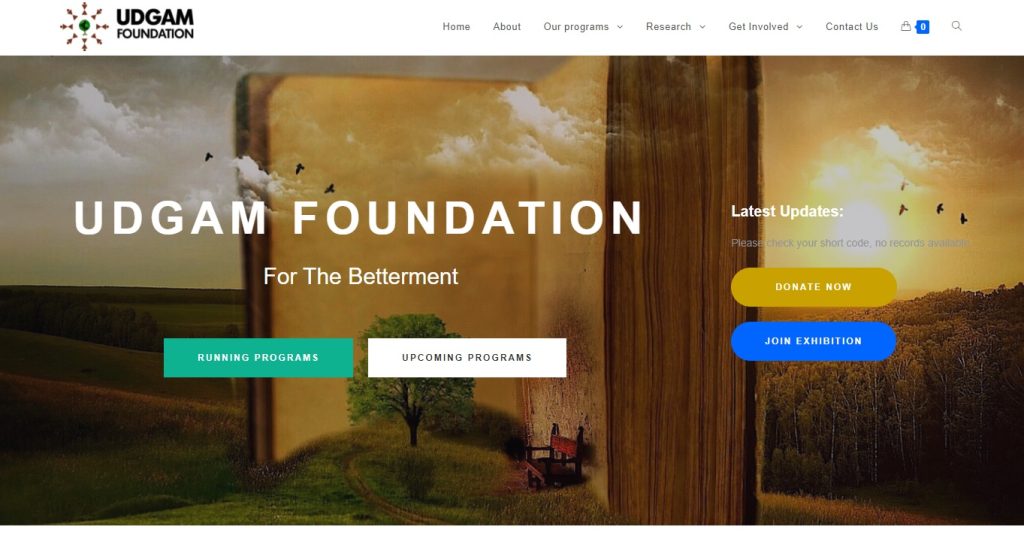 UDGAM
FOUNDATION
Home About Our programs Research Get Involved Contact Us 0
UDGAM FOUNDATION
For The Betterment
RUNNING PROGRAMS UPCOMING PROGRAMS
Latest Updates:
Please check your short code, no records available
DONATE NOW
JOIN EXHIBITION